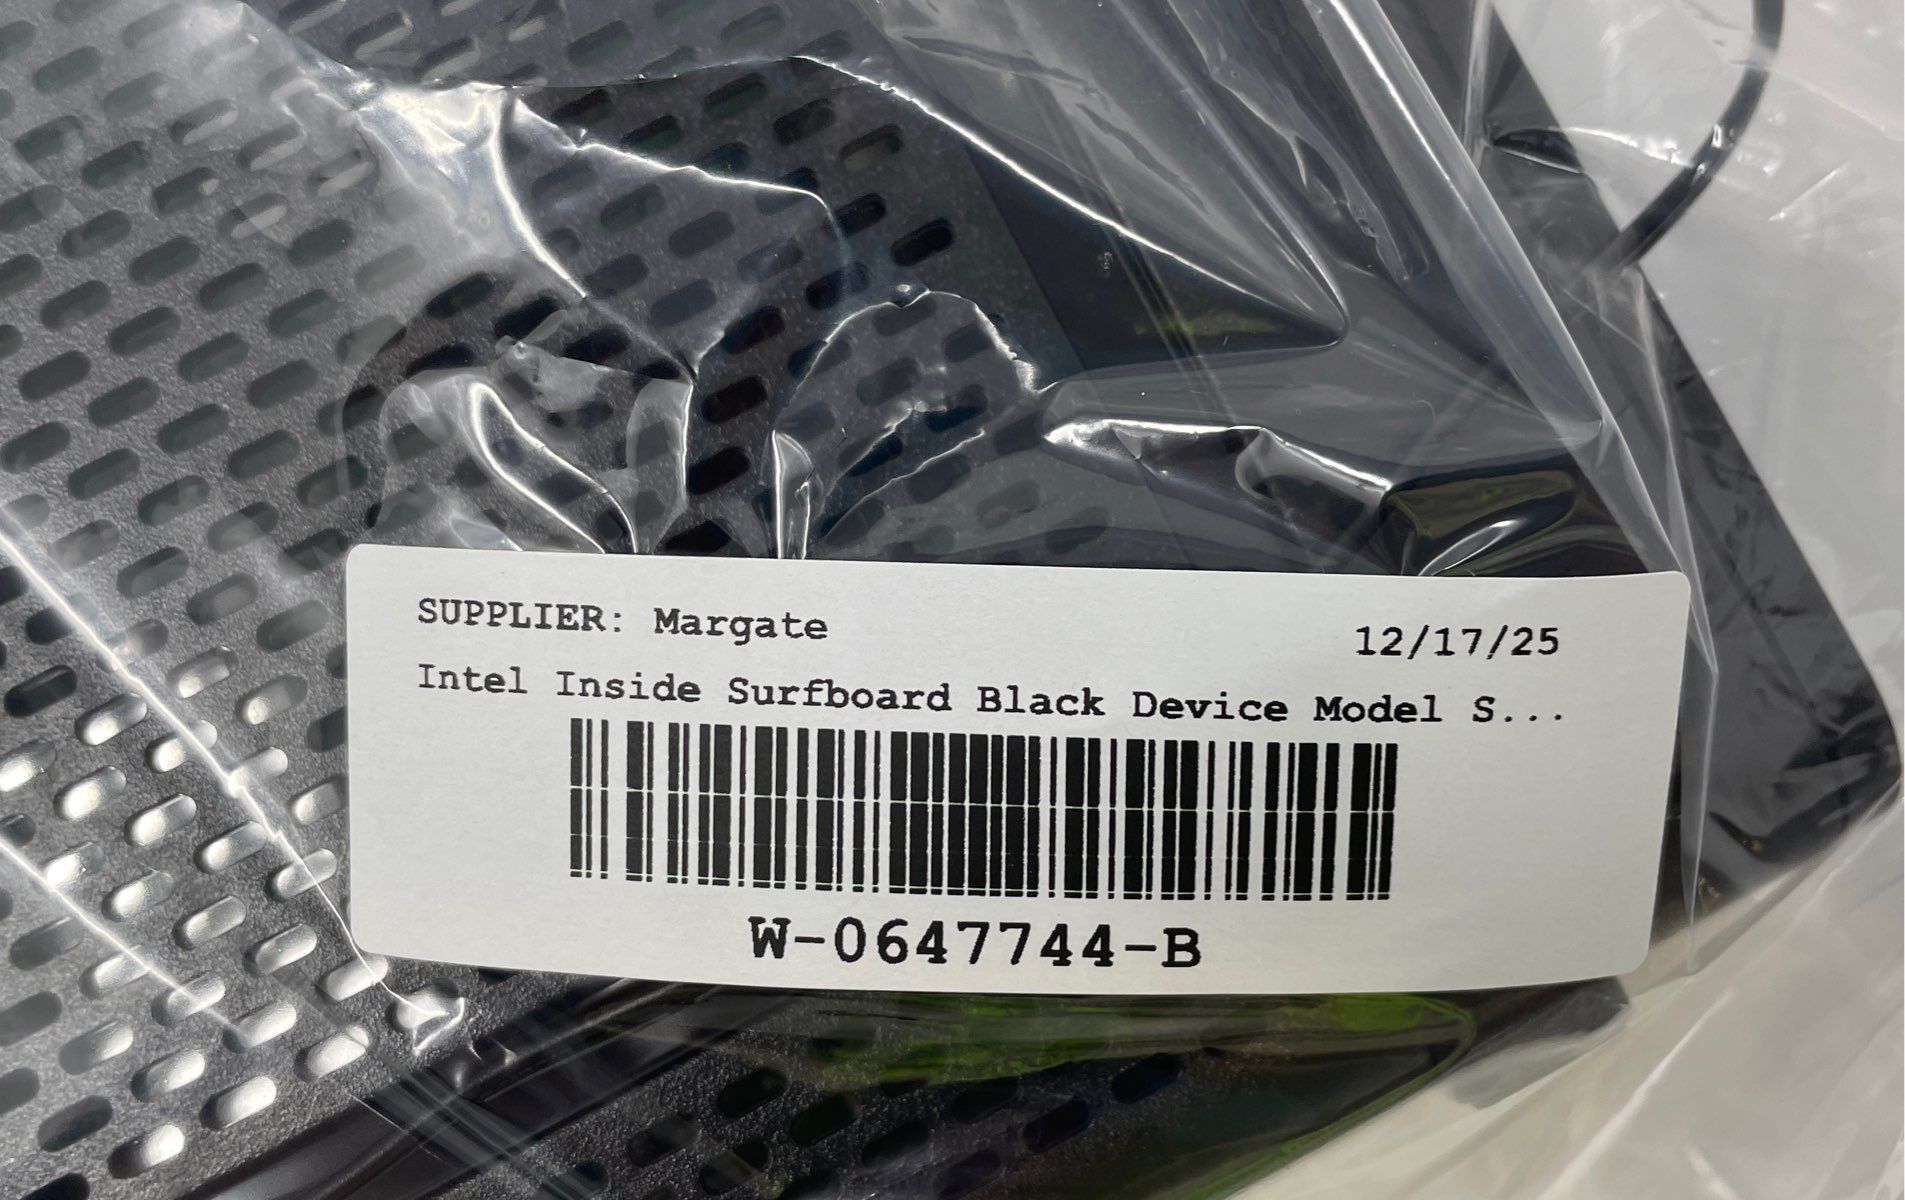 SUPPLIER: Margate
12/17/25
Intel Inside Surfboard Black Device Model S...
W-0647744-B